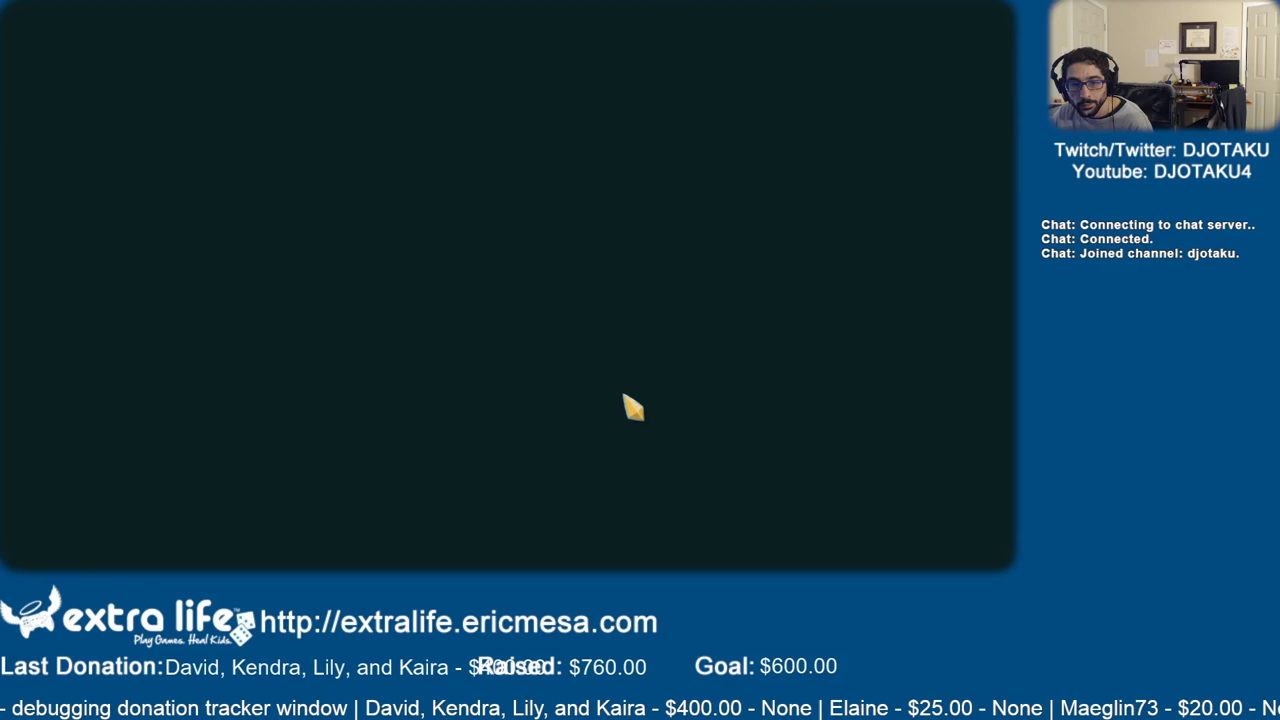 Twitch/Twitter: DJOTAKU
Youtube: DJOTAKU4
Chat: Connecting to chat server..
Chat: Connected.
Chat: Joined channel: djotaku.
extra life
Play Games. Heal Kids.
http://extralife.ericmesa.com
Last Donation: David, Kendra, Lily, and Kaira - $400.00 Raised: $760.00 Goal: $600.00
- debugging donation tracker window | David, Kendra, Lily, and Kaira - $400.00 - None | Elaine - $25.00 - None | Maeglin73 - $20.00 - No